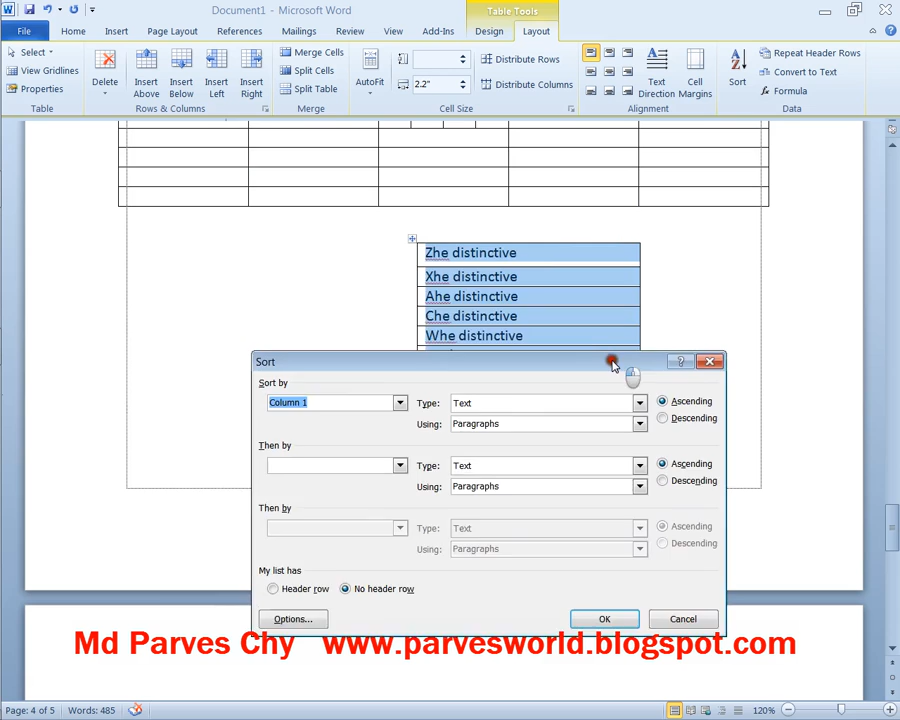 Document1 - Microsoft Word
Table Tools
File Home Insert Page Layout References Mailings Review View Add-Ins Design Layout
Select
View Gridlines
Properties
Table
Delete
Insert Above
Insert Below
Insert Left
Insert Right
Rows & Columns
Merge Cells
Split Cells
Split Table
Merge
AutoFit
2.2"
Distribute Rows
Distribute Columns
Cell Size
Text Direction
Cell Margins
Alignment
Sort
Repeat Header Rows
Convert to Text
Formula
Data
Zhe distinctive
Xhe distinctive
Ahe distinctive
Che distinctive
Whe distinctive
Sort
Sort by
Column 1 Type: Text Ascending
Using: Paragraphs Descending
Then by
Type: Text Ascending
Using: Paragraphs Descending
Then by
Type: Text Ascending
Using: Paragraphs Descending
My list has
Header row No header row
Options... OK Cancel
Md Parves Chy www.parvesworld.blogspot.com
Page: 4 of 5 Words: 485 120%